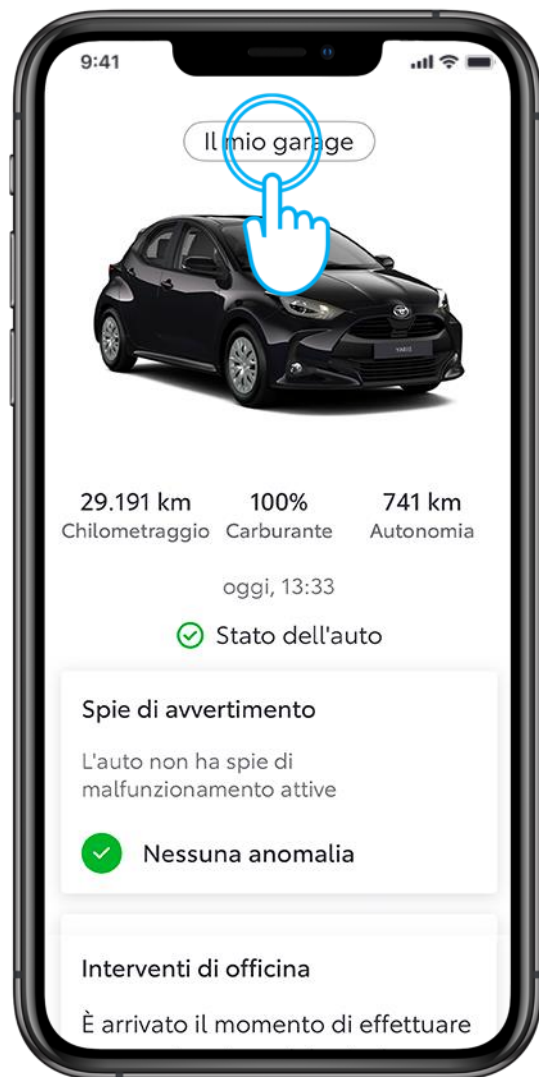 9:41
Il mio garage
YARIS
29.191 km 100% 741 km
Chilometraggio Carburante Autonomia
oggi, 13:33
Stato dell'auto
Spie di avvertimento
L'auto non ha spie di
malfunzionamento attive
Nessuna anomalia
Interventi di officina
È arrivato il momento di effettuare